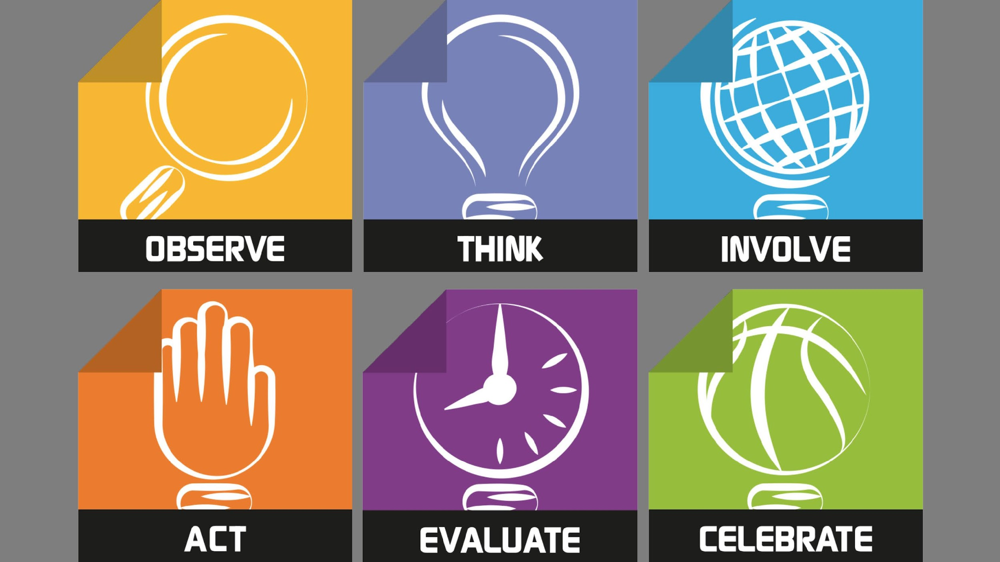 OBSERVE
THINK
INVOLVE
ACT
EVALUATE
CELEBRATE